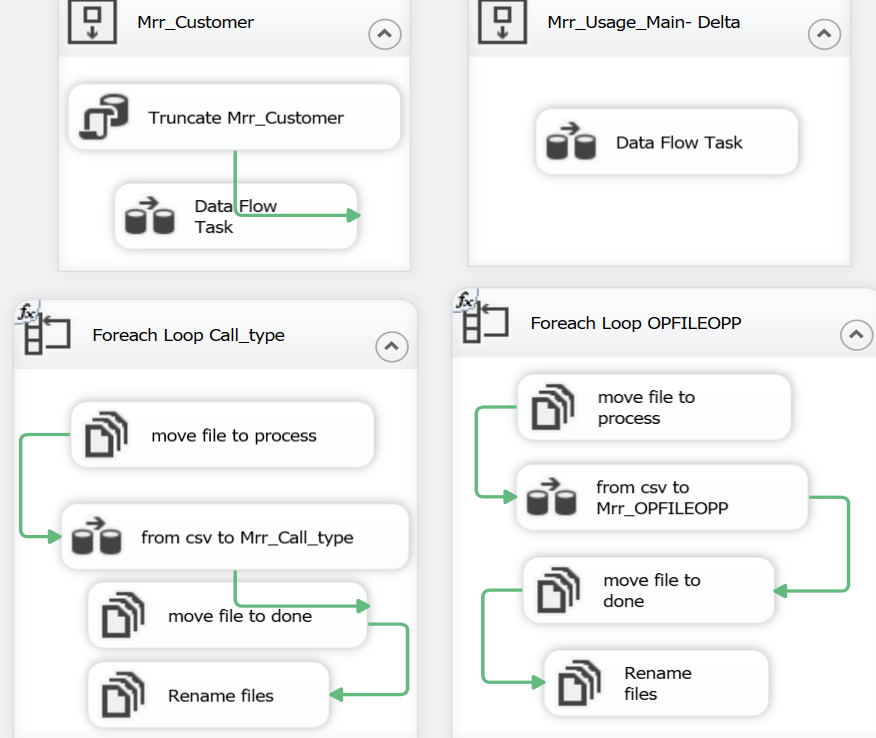 Mrr_Customer
Truncate Mrr_Customer
Data Flow
Task
Mrr_Usage_Main- Delta
Data Flow Task
fx
Foreach Loop Call_type
move file to process
from csv to Mrr_Call_type
move file to done
Rename files
fx
Foreach Loop OPFILEOPP
move file to
process
from csv to
Mrr_OPFILEOPP
move file to
done
Rename
files